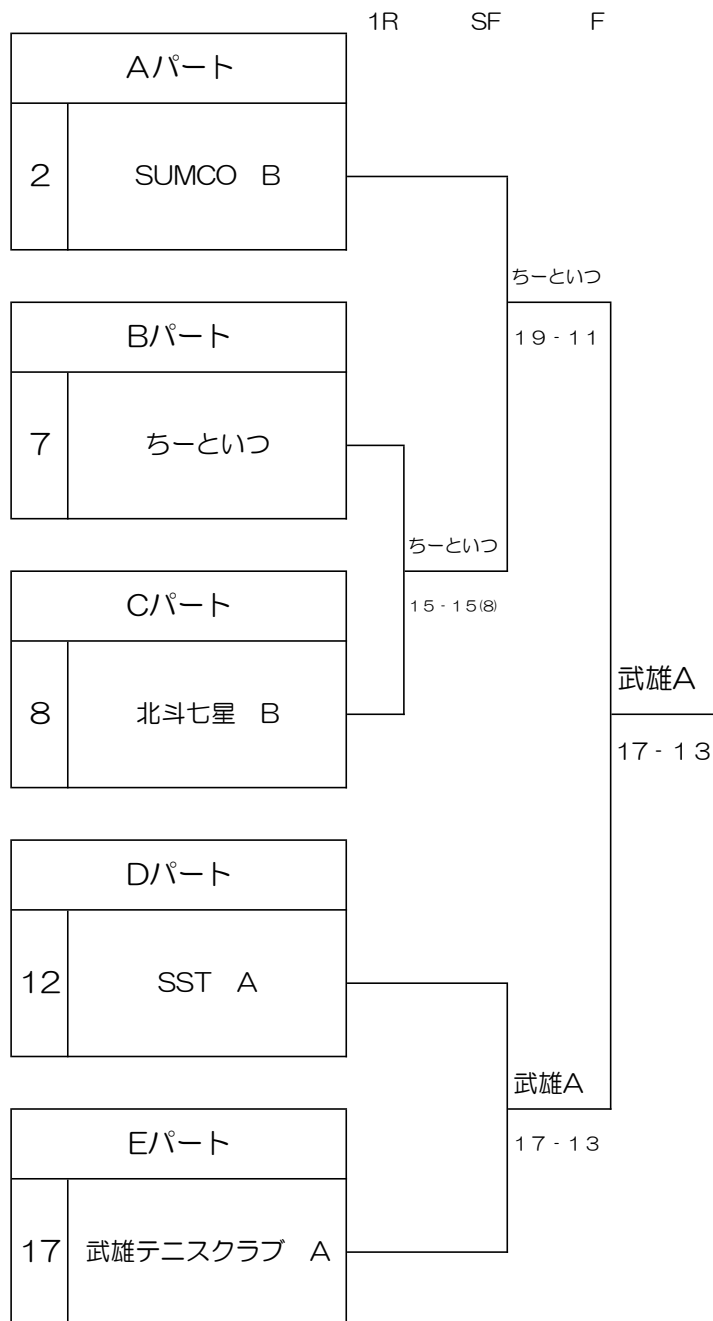 1R SF F
Aパート
2 SUMCO B
ちーといつ
Bパート
19-11
7 ちーといつ
ちーといつ
Cパート
15-15(8)
8 北斗七星 B
武雄A
17-13
Dパート
12 SST A
武雄A
Eパート
17-13
17 武雄テニスクラブ A